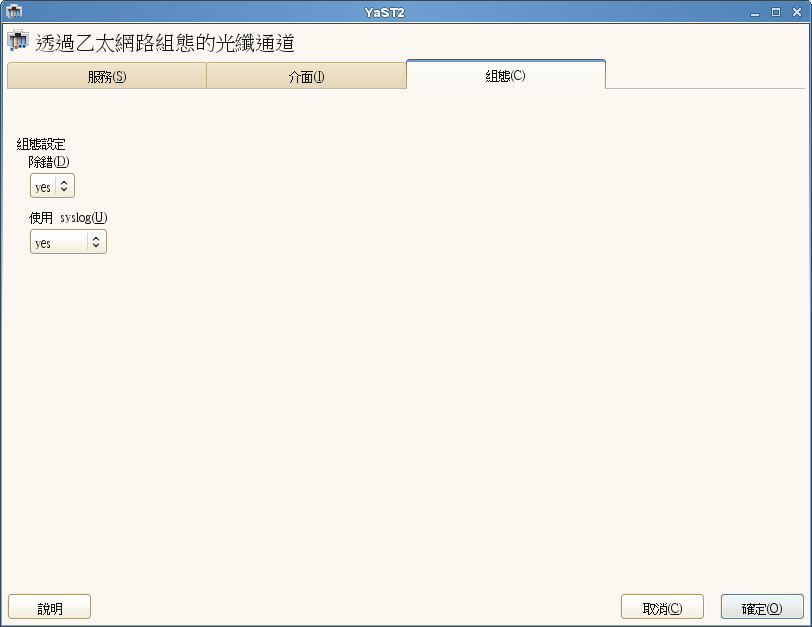 YaST2
透過乙太網路組態的光纖通道
服務(S) 介面(I) 組態(C)
組態設定
除錯(D)
yes
使用 syslog(U)
yes
說明 取消(C) 確定(O)